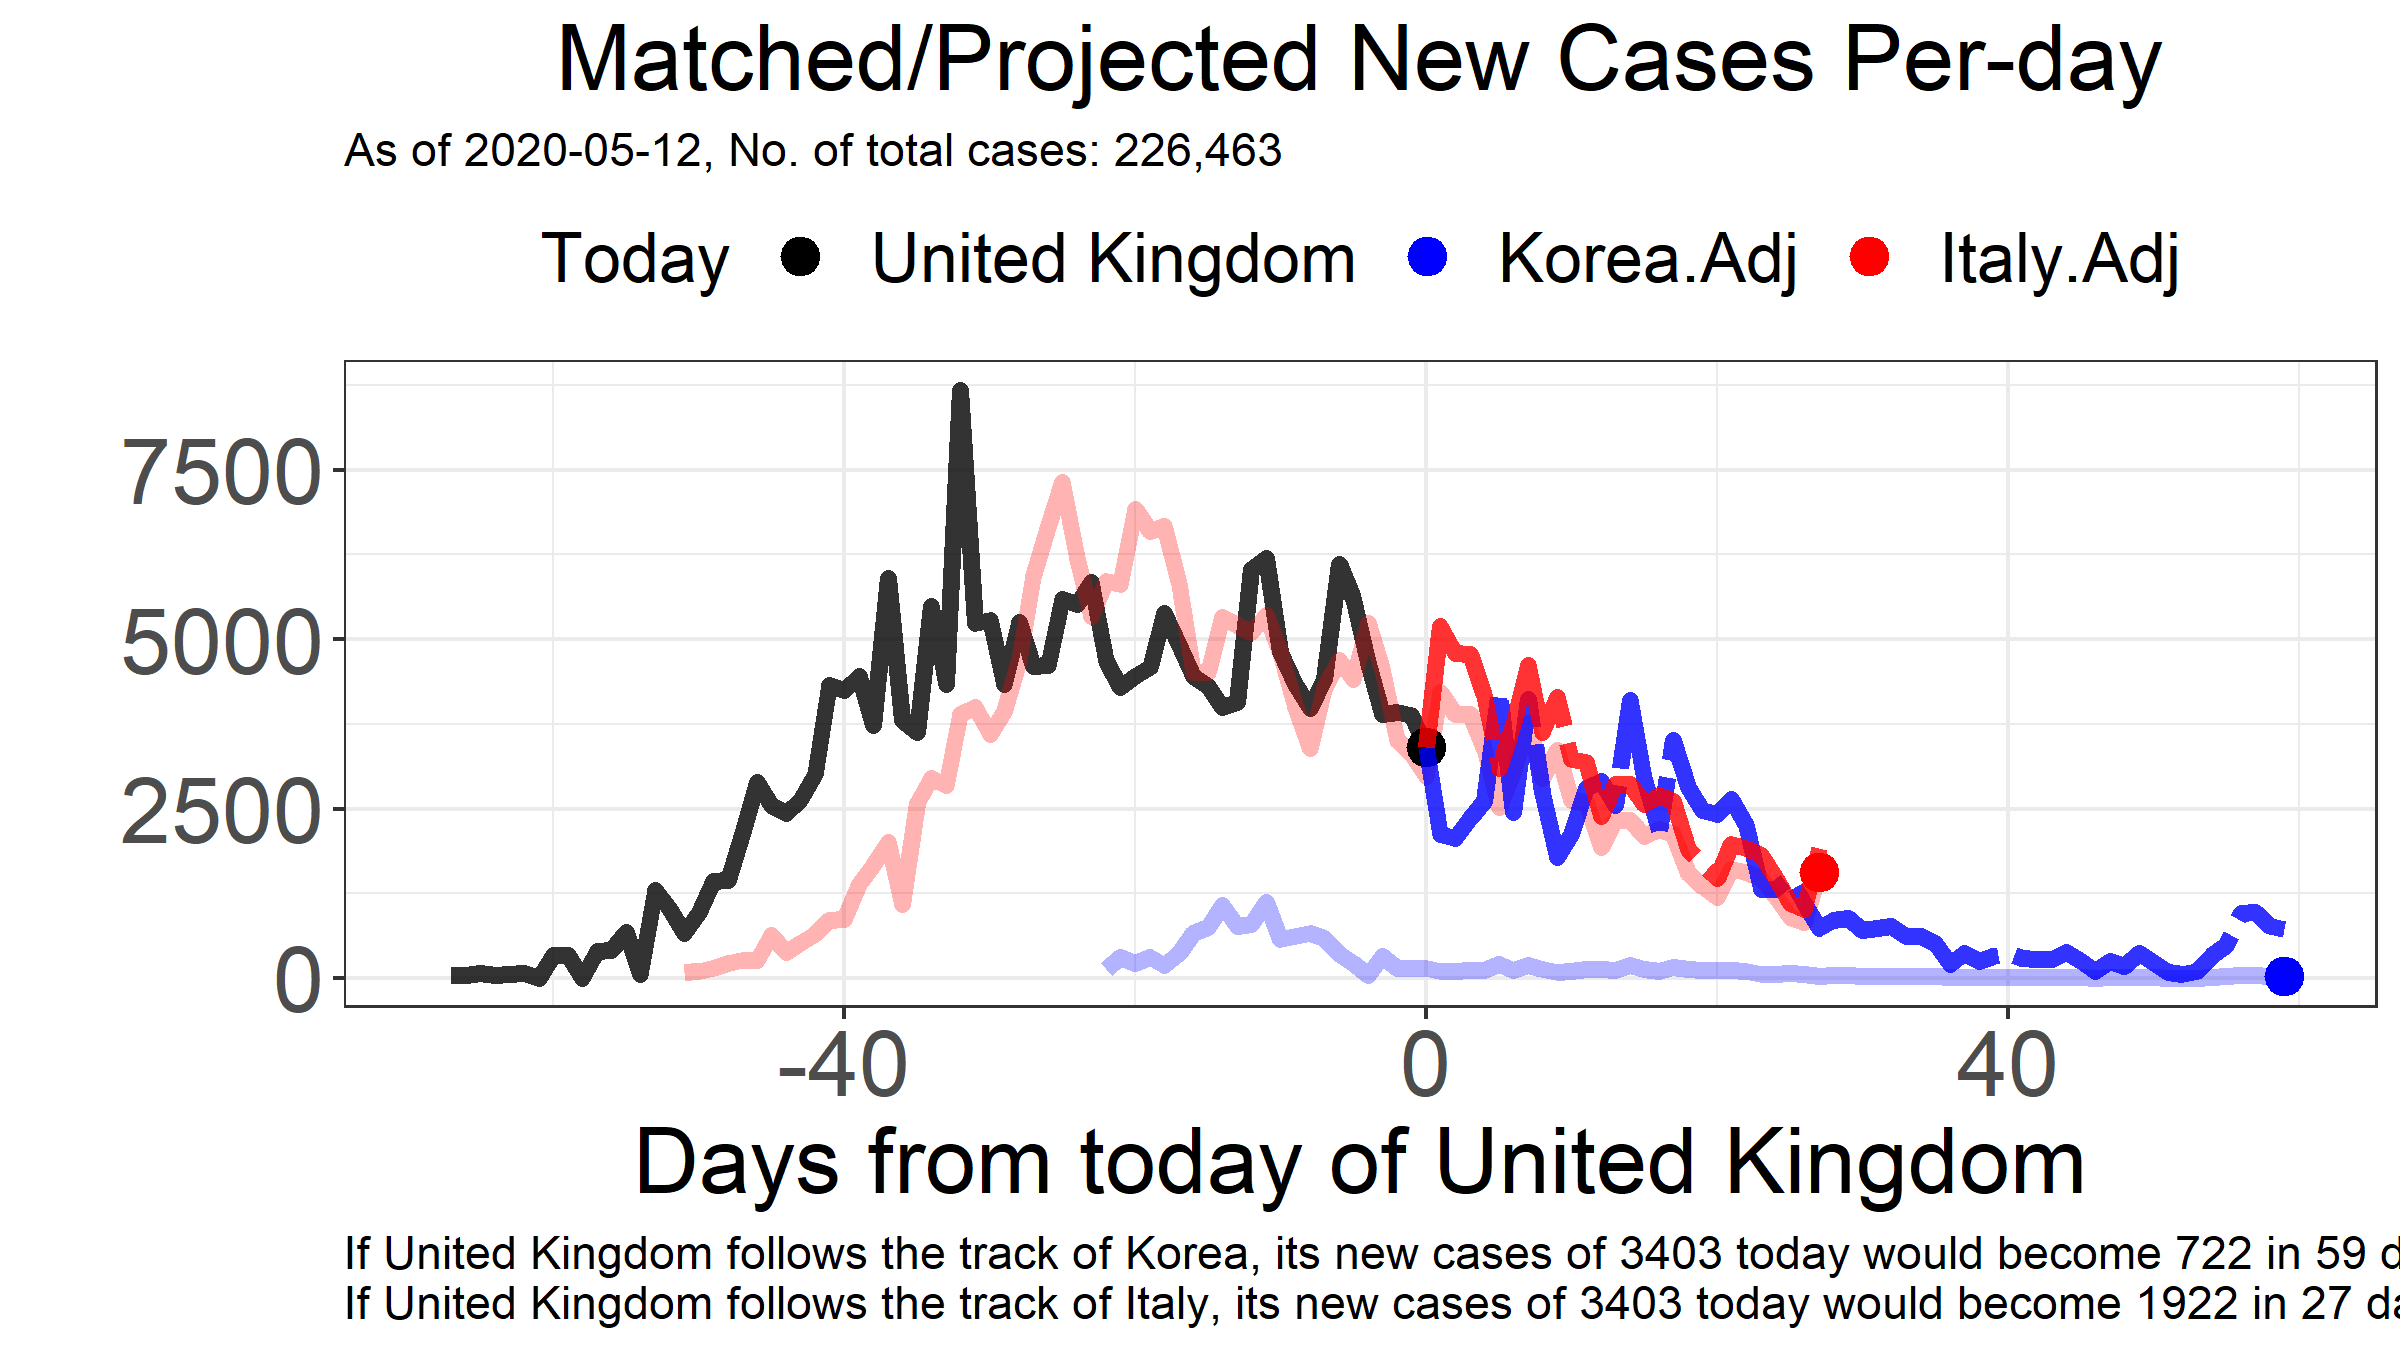 Matched/Projected New Cases Per-day
As of 2020-05-12, No. of total cases: 226,463
Today United Kingdom Korea.Adj Italy.Adj
7500
5000
2500
0
-40 0 40
Days from today of United Kingdom
If United Kingdom follows the track of Korea, its new cases of 3403 today would become 722 in 59 d
If United Kingdom follows the track of Italy, its new cases of 3403 today would become 1922 in 27 da